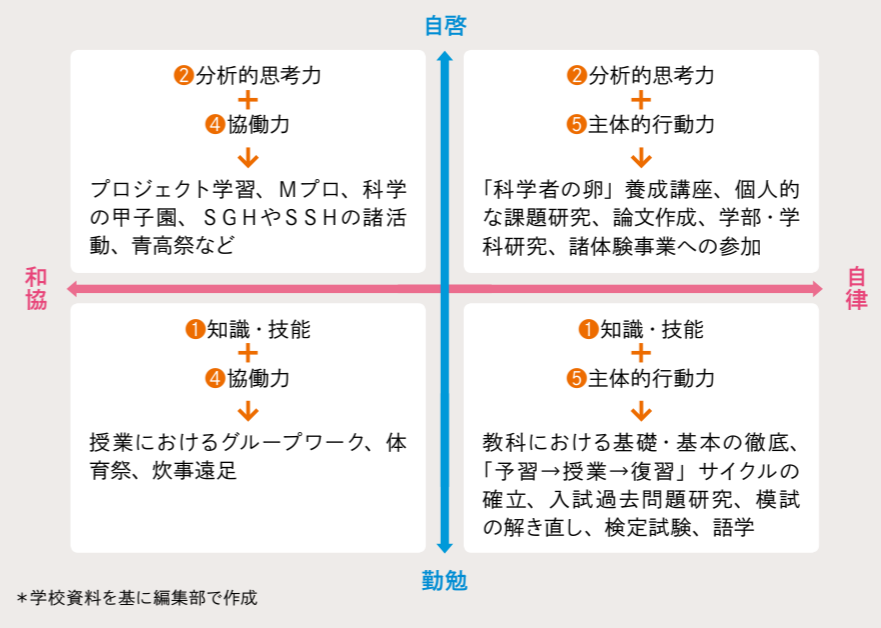 自啓
❷分析的思考力
＋
❹協働力
↓
プロジェクト学習、Mプロ、科学
の甲子園、SGHやSSHの諸活
動、青高祭など
❷分析的思考力
＋
❺主体的行動力
↓
「科学者の卵」養成講座、個人的
な課題研究、論文作成、学部・学
科研究、諸体験事業への参加
和協
自律
❶知識・技能
＋
❹協働力
↓
授業におけるグループワーク、体
育祭、炊事遠足
❶知識・技能
＋
❺主体的行動力
↓
教科における基礎・基本の徹底、
「予習→授業→復習」サイクルの
確立、入試過去問題研究、模試
の解き直し、検定試験、語学
勤勉
＊学校資料を基に編集部で作成